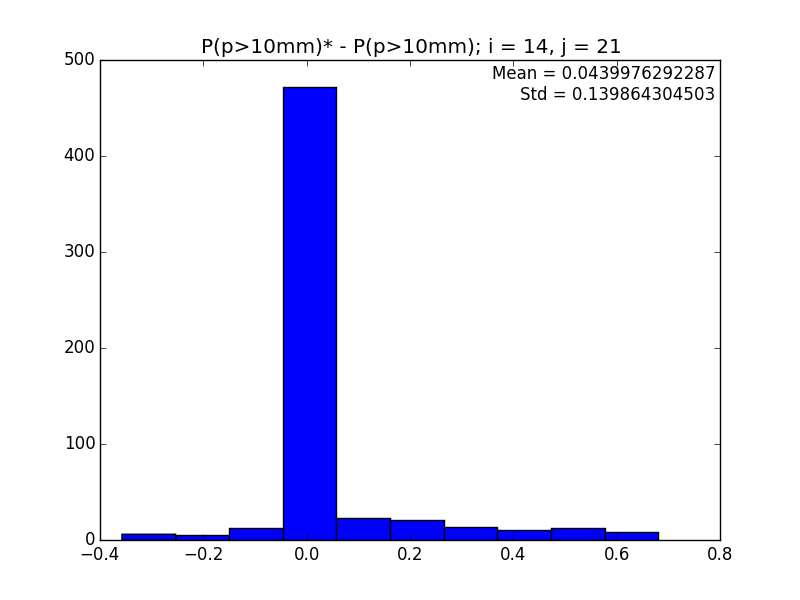 P(p>10mm)* - P(p>10mm); i = 14, j = 21
Mean = 0.0439976292287
Std = 0.139864304503
500
400
300
200
100
0
−0.4 −0.2 0.0 0.2 0.4 0.6 0.8